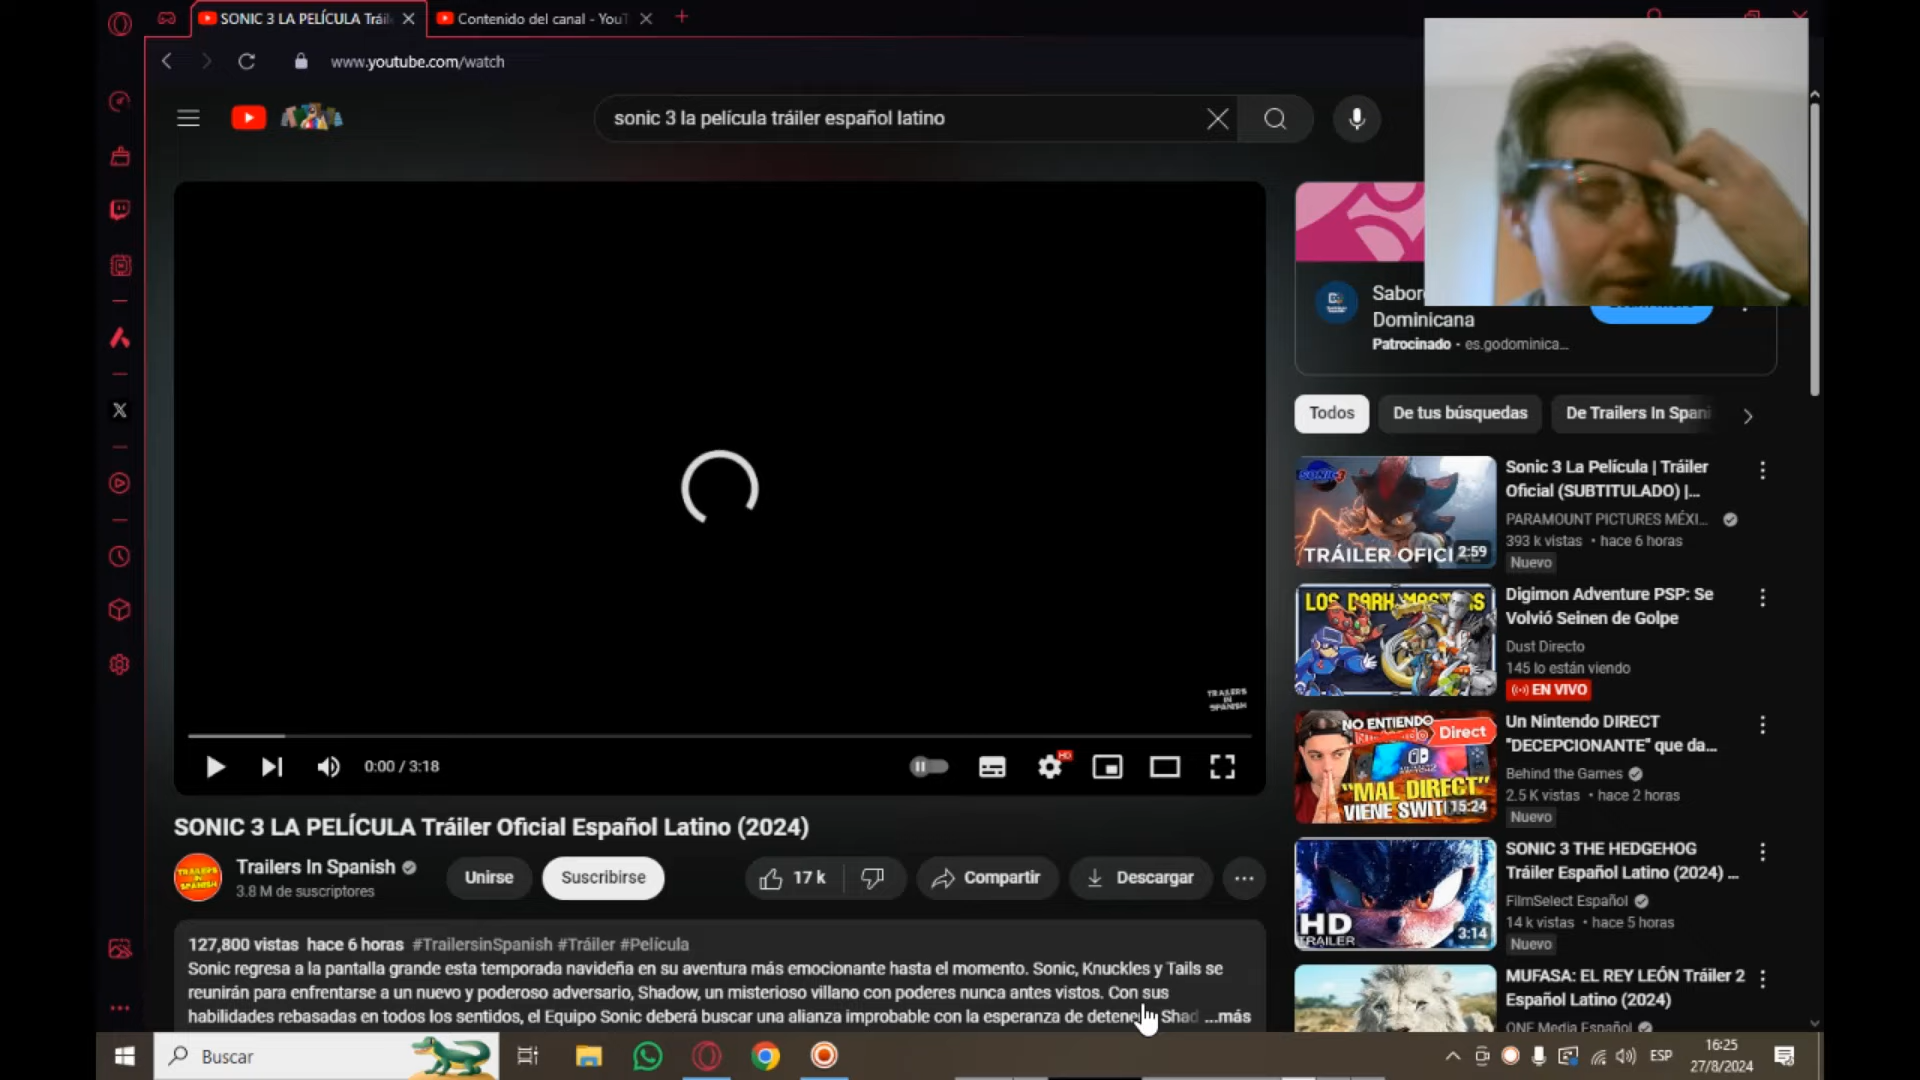 SONIC 3 LA PELÍCULA Tráil
Contenido del canal - YouT
www.youtube.com/watch
sonic 3 la película tráiler español latino
Dominicana
Patrocinado · es.godominica...
Todos
De tus búsquedas
De Trailers In Spani
TRAILERS
IN
SPANISH
0:00 / 3:18
HD
SONIC 3 LA PELÍCULA Tráiler Oficial Español Latino (2024)
TRAILERS
IN
SPANISH
Trailers In Spanish
3.8 M de suscriptores
Unirse
Suscribirse
17 k
Compartir
Descargar
127,800 vistas hace 6 horas #TrailersinSpanish #Tráiler #Película
Sonic regresa a la pantalla grande esta temporada navideña en su aventura más emocionante hasta el momento. Sonic, Knuckles y Tails se
reunirán para enfrentarse a un nuevo y poderoso adversario, Shadow, un misterioso villano con poderes nunca antes vistos. Con sus
habilidades rebasadas en todos los sentidos, el Equipo Sonic deberá buscar una alianza improbable con la esperanza de detener Shad ...más
SONIC 3
TRÁILER OFICI
2:59
Sonic 3 La Película | Tráiler
Oficial (SUBTITULADO) |...
PARAMOUNT PICTURES MÉXI...
393 k vistas · hace 6 horas
Nuevo
LOS DARK MASTERS
Digimon Adventure PSP: Se
Volvió Seinen de Golpe
Dust Directo
145 lo están viendo
EN VIVO
NO ENTIENDO
Nintendo Direct
"MAL DIRECT"
VIENE SWIT
15:24
Un Nintendo DIRECT
"DECEPCIONANTE" que da...
Behind the Games
2.5 K vistas · hace 2 horas
Nuevo
HD
TRAILER
3:14
SONIC 3 THE HEDGEHOG
Tráiler Español Latino (2024) ...
FilmSelect Español
14 k vistas · hace 5 horas
Nuevo
MUFASA: EL REY LEÓN Tráiler 2
Español Latino (2024)
ONE Media Español
Buscar
ESP
16:25
27/8/2024